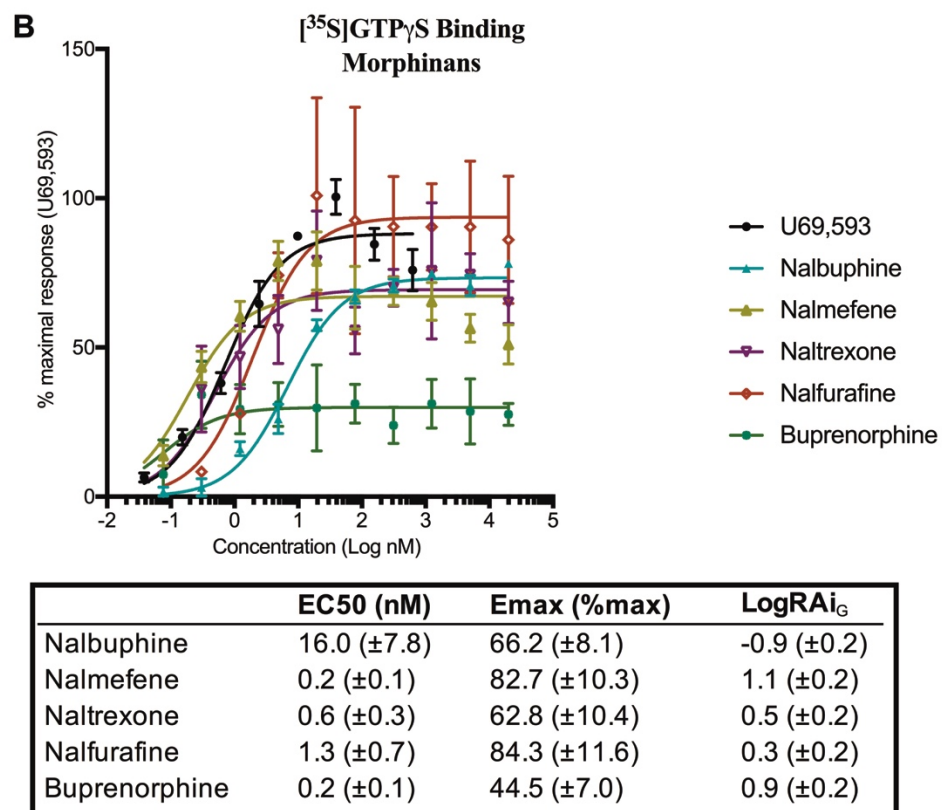 B
[³⁵S]GTPγS Binding
Morphinans
% maximal response (U69,593)
150
100
50
0
-2 -1 0 1 2 3 4 5
Concentration (Log nM)
U69,593
Nalbuphine
Nalmefene
Naltrexone
Nalfurafine
Buprenorphine
EC50 (nM) Emax (%max) LogRAi_G
Nalbuphine 16.0 (±7.8) 66.2 (±8.1) -0.9 (±0.2)
Nalmefene 0.2 (±0.1) 82.7 (±10.3) 1.1 (±0.2)
Naltrexone 0.6 (±0.3) 62.8 (±10.4) 0.5 (±0.2)
Nalfurafine 1.3 (±0.7) 84.3 (±11.6) 0.3 (±0.2)
Buprenorphine 0.2 (±0.1) 44.5 (±7.0) 0.9 (±0.2)